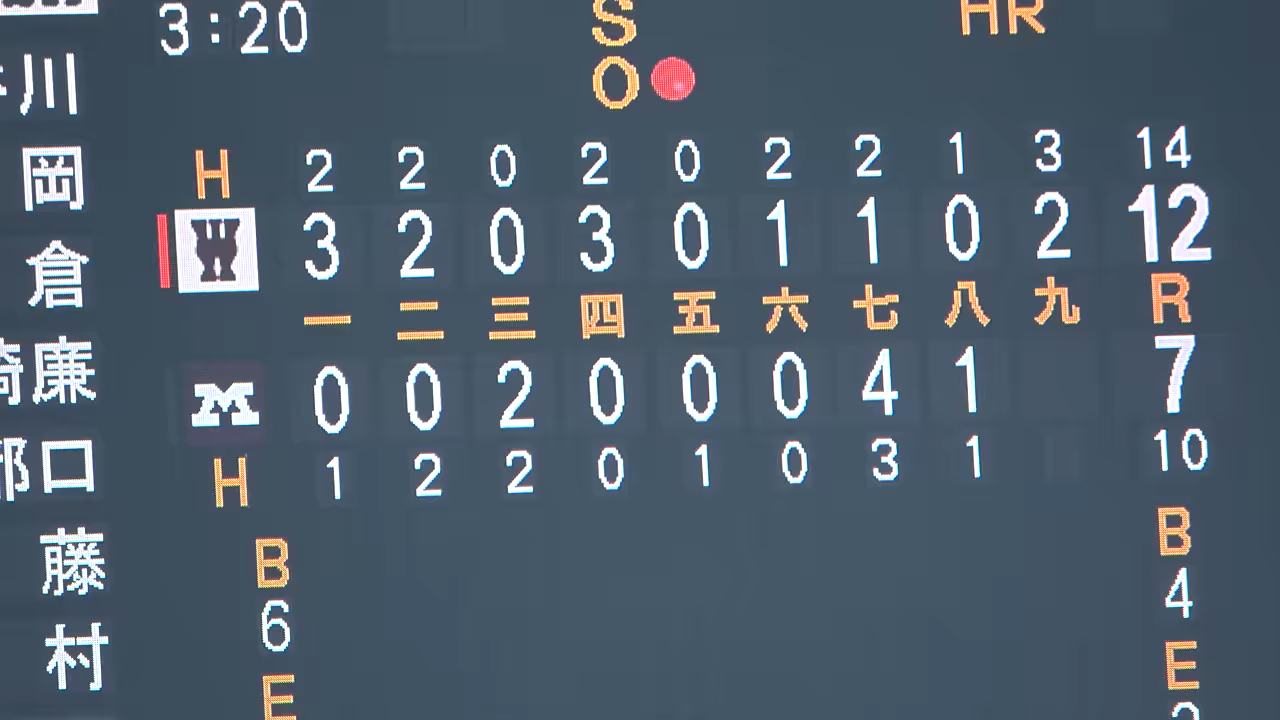 3:20
S
HR
O
川
岡
H 2 2 0 2 0 2 2 1 3 14
W 3 2 0 3 0 1 1 0 2 12
倉
一 二 三 四 五 六 七 八 九 R
廉
M 0 0 2 0 0 0 4 1 7
口
H 1 2 2 0 1 0 3 1 10
藤
B B
6 4
村
E E